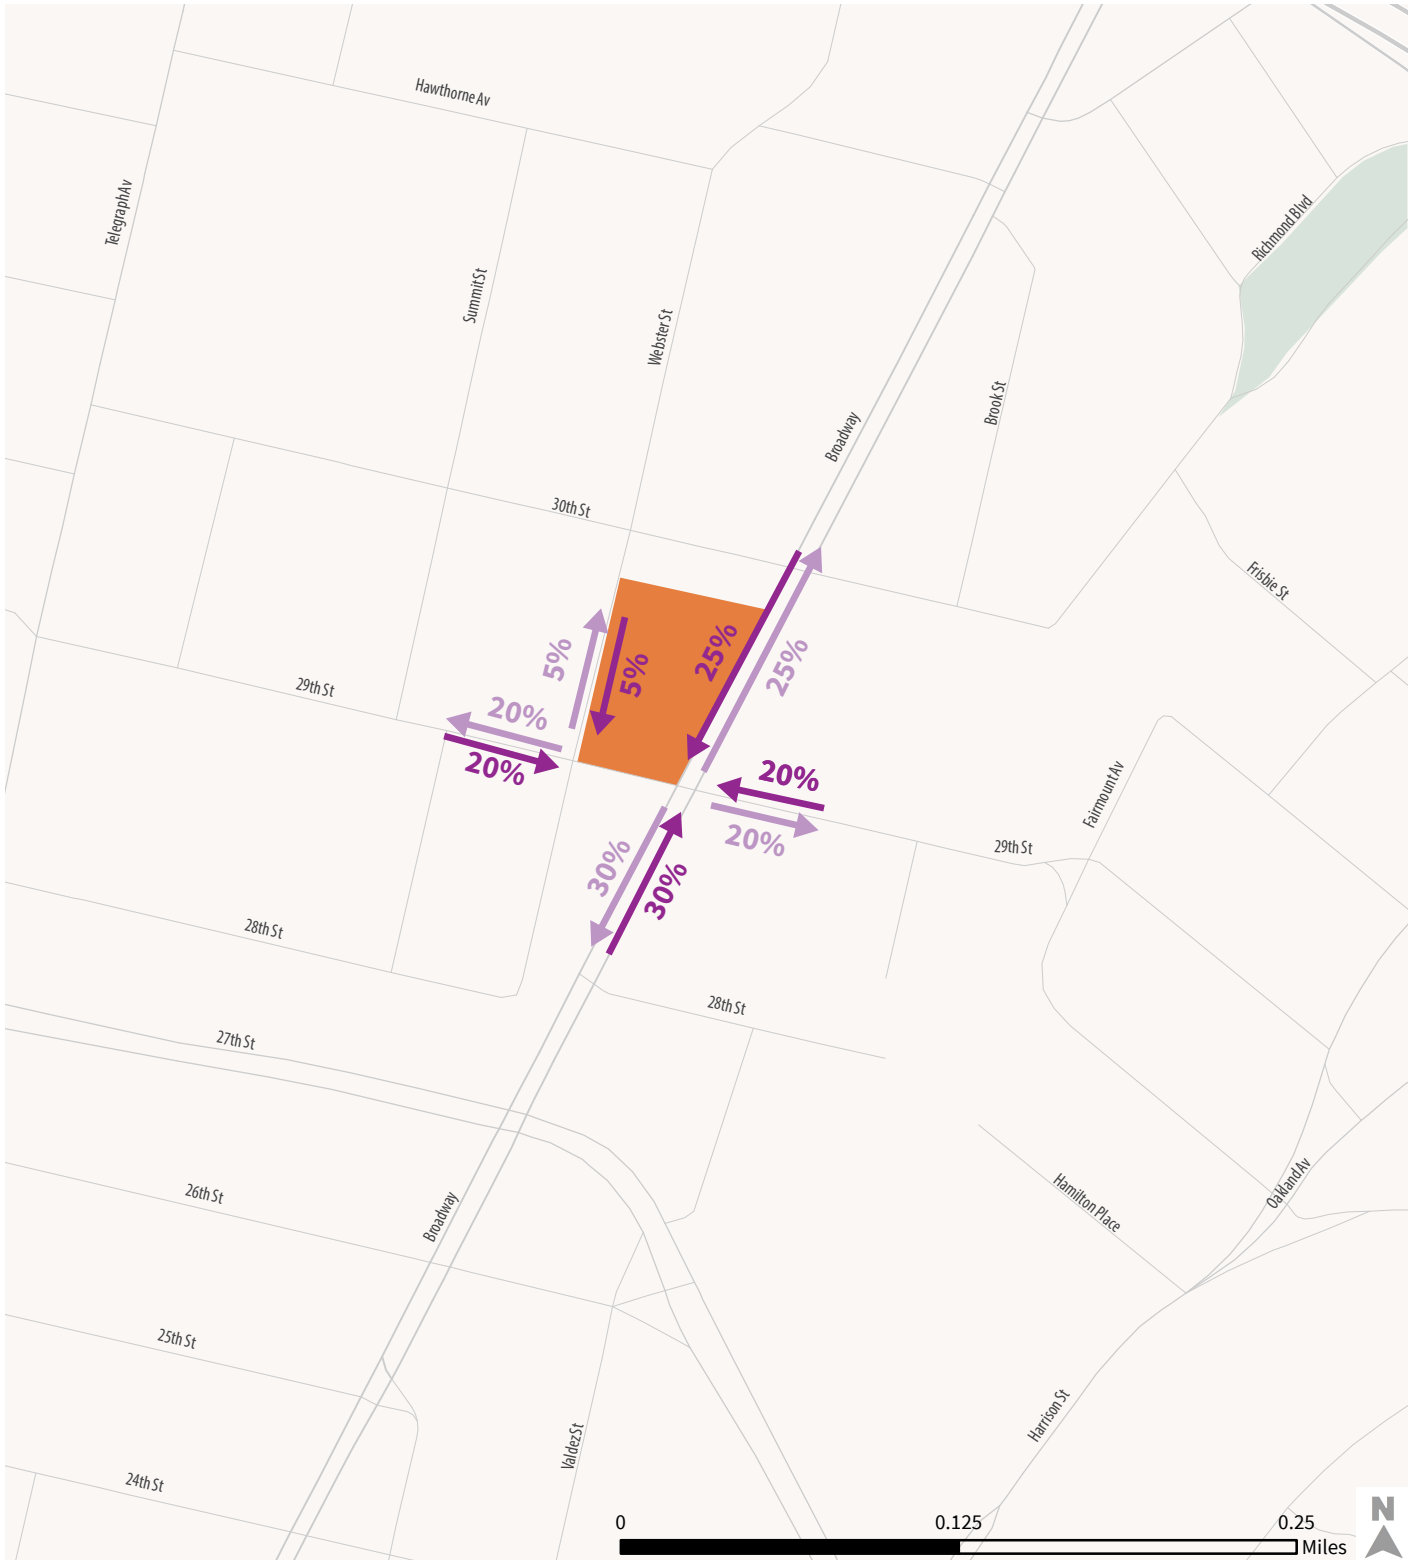 Hawthorne Av
Telegraph Av
Richmond Blvd
Summit St
Webster St
Brook St
Broadway
30th St
Frisbie St
5%
5%
25%
25%
29th St
20%
20%
20%
20%
Fairmount Av
29th St
30%
30%
28th St
28th St
27th St
26th St
Broadway
Hamilton Place
Oakland Av
25th St
Harrison St
Valdez St
24th St
N
0 0.125 0.25
Miles